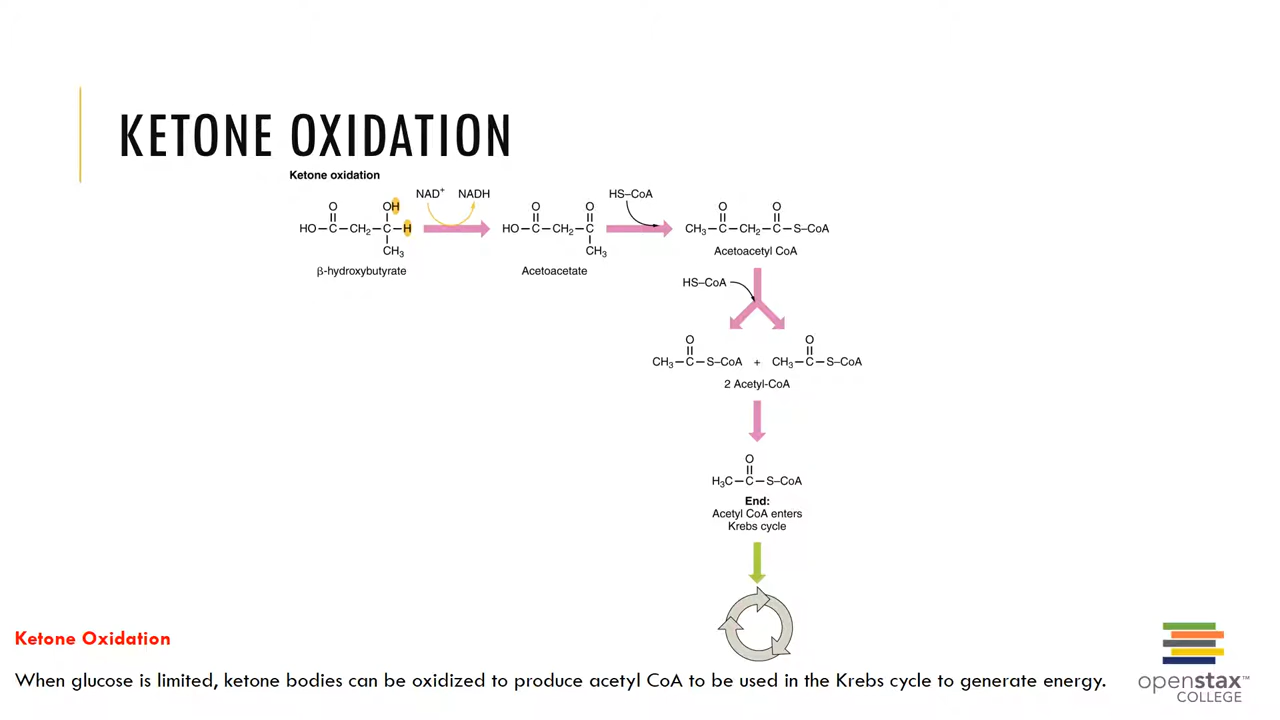 KETONE OXIDATION
Ketone oxidation
NAD⁺ NADH
HS–CoA
O OH
HO–C–CH₂–C–H
CH₃
β-hydroxybutyrate
O O
HO–C–CH₂–C
CH₃
Acetoacetate
O O
CH₃–C–CH₂–C–S–CoA
Acetoacetyl CoA
HS–CoA
O O
CH₃–C–S–CoA + CH₃–C–S–CoA
2 Acetyl-CoA
O
H₃C–C–S–CoA
End:
Acetyl CoA enters
Krebs cycle
Ketone Oxidation
When glucose is limited, ketone bodies can be oxidized to produce acetyl CoA to be used in the Krebs cycle to generate energy.
openstax™
COLLEGE